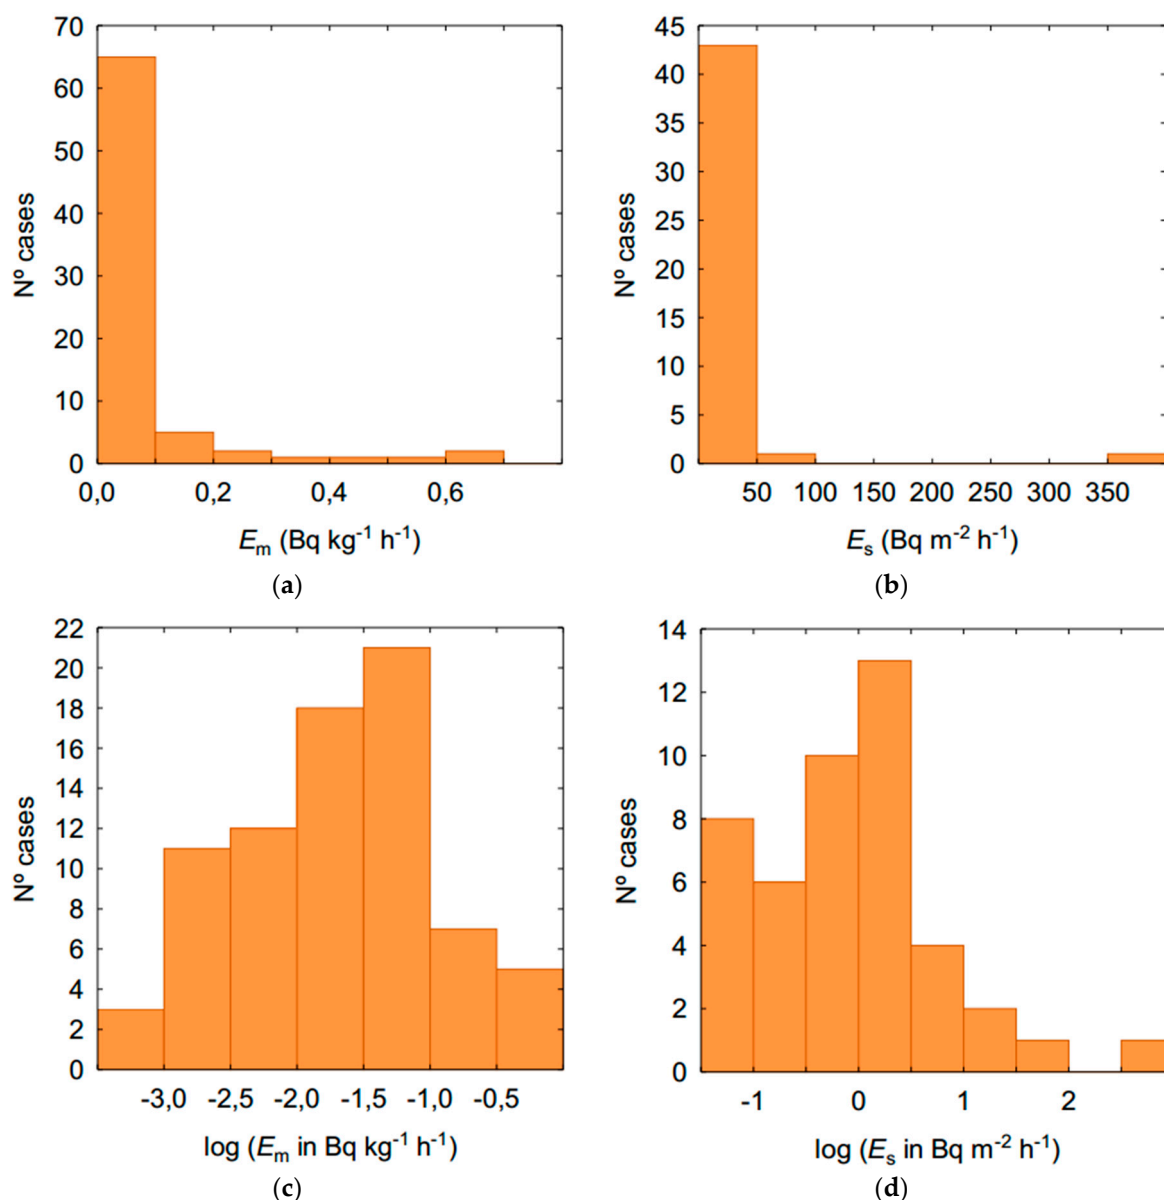 70
60
50
40
30
20
10
0
Nº cases
0,0 0,2 0,4 0,6
E_m (Bq kg⁻¹ h⁻¹)
(a)
45
40
35
30
25
20
15
10
5
0
Nº cases
50 100 150 200 250 300 350
E_s (Bq m⁻² h⁻¹)
(b)
22
20
18
16
14
12
10
8
6
4
2
0
Nº cases
-3,0 -2,5 -2,0 -1,5 -1,0 -0,5
log (E_m in Bq kg⁻¹ h⁻¹)
(c)
14
12
10
8
6
4
2
0
Nº cases
-1 0 1 2
log (E_s in Bq m⁻² h⁻¹)
(d)